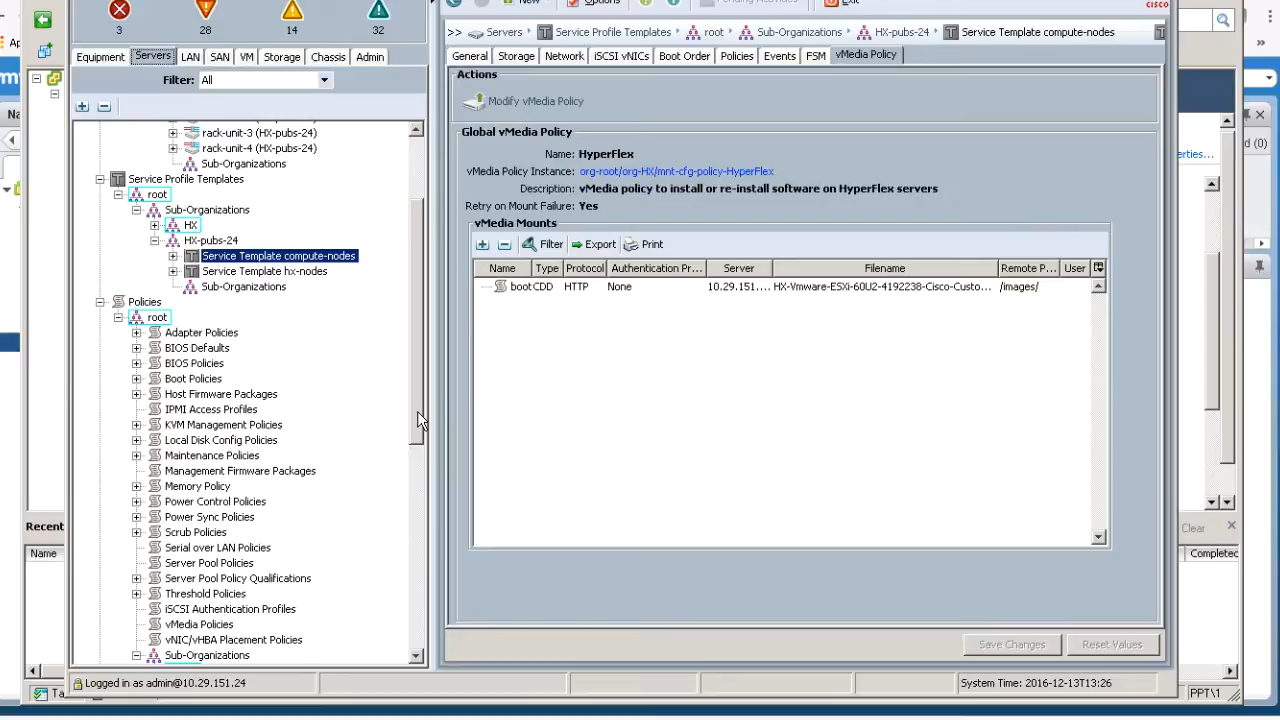 New
Options
Pending Activities
Exit
CISCO
3
28
14
32
>> Servers Service Profile Templates root Sub-Organizations HX-pubs-24 Service Template compute-nodes
Equipment Servers LAN SAN VM Storage Chassis Admin
General Storage Network iSCSI vNICs Boot Order Policies Events FSM vMedia Policy
Filter: All
rack-unit-3 (HX-pubs-24)
rack-unit-4 (HX-pubs-24)
Sub-Organizations
Service Profile Templates
root
Sub-Organizations
HX
HX-pubs-24
Service Template compute-nodes
Service Template hx-nodes
Sub-Organizations
Policies
root
Adapter Policies
BIOS Defaults
BIOS Policies
Boot Policies
Host Firmware Packages
IPMI Access Profiles
KVM Management Policies
Local Disk Config Policies
Maintenance Policies
Management Firmware Packages
Memory Policy
Power Control Policies
Power Sync Policies
Scrub Policies
Serial over LAN Policies
Server Pool Policies
Server Pool Policy Qualifications
Threshold Policies
iSCSI Authentication Profiles
vMedia Policies
vNIC/vHBA Placement Policies
Sub-Organizations
Actions
Modify vMedia Policy
Global vMedia Policy
Name: HyperFlex
vMedia Policy Instance: org-root/org-HX/mnt-cfg-policy-HyperFlex
Description: vMedia policy to install or re-install software on HyperFlex servers
Retry on Mount Failure: Yes
vMedia Mounts
Filter Export Print
Name Type Protocol Authentication Pr... Server Filename Remote P... User
boot CDD HTTP None 10.29.151.... HX-Vmware-ESXi-60U2-4192238-Cisco-Custo... /images/
Save Changes Reset Values
Logged in as admin@10.29.151.24
System Time: 2016-12-13T13:26
Recent
Name
Clear
Completed
PPT\1